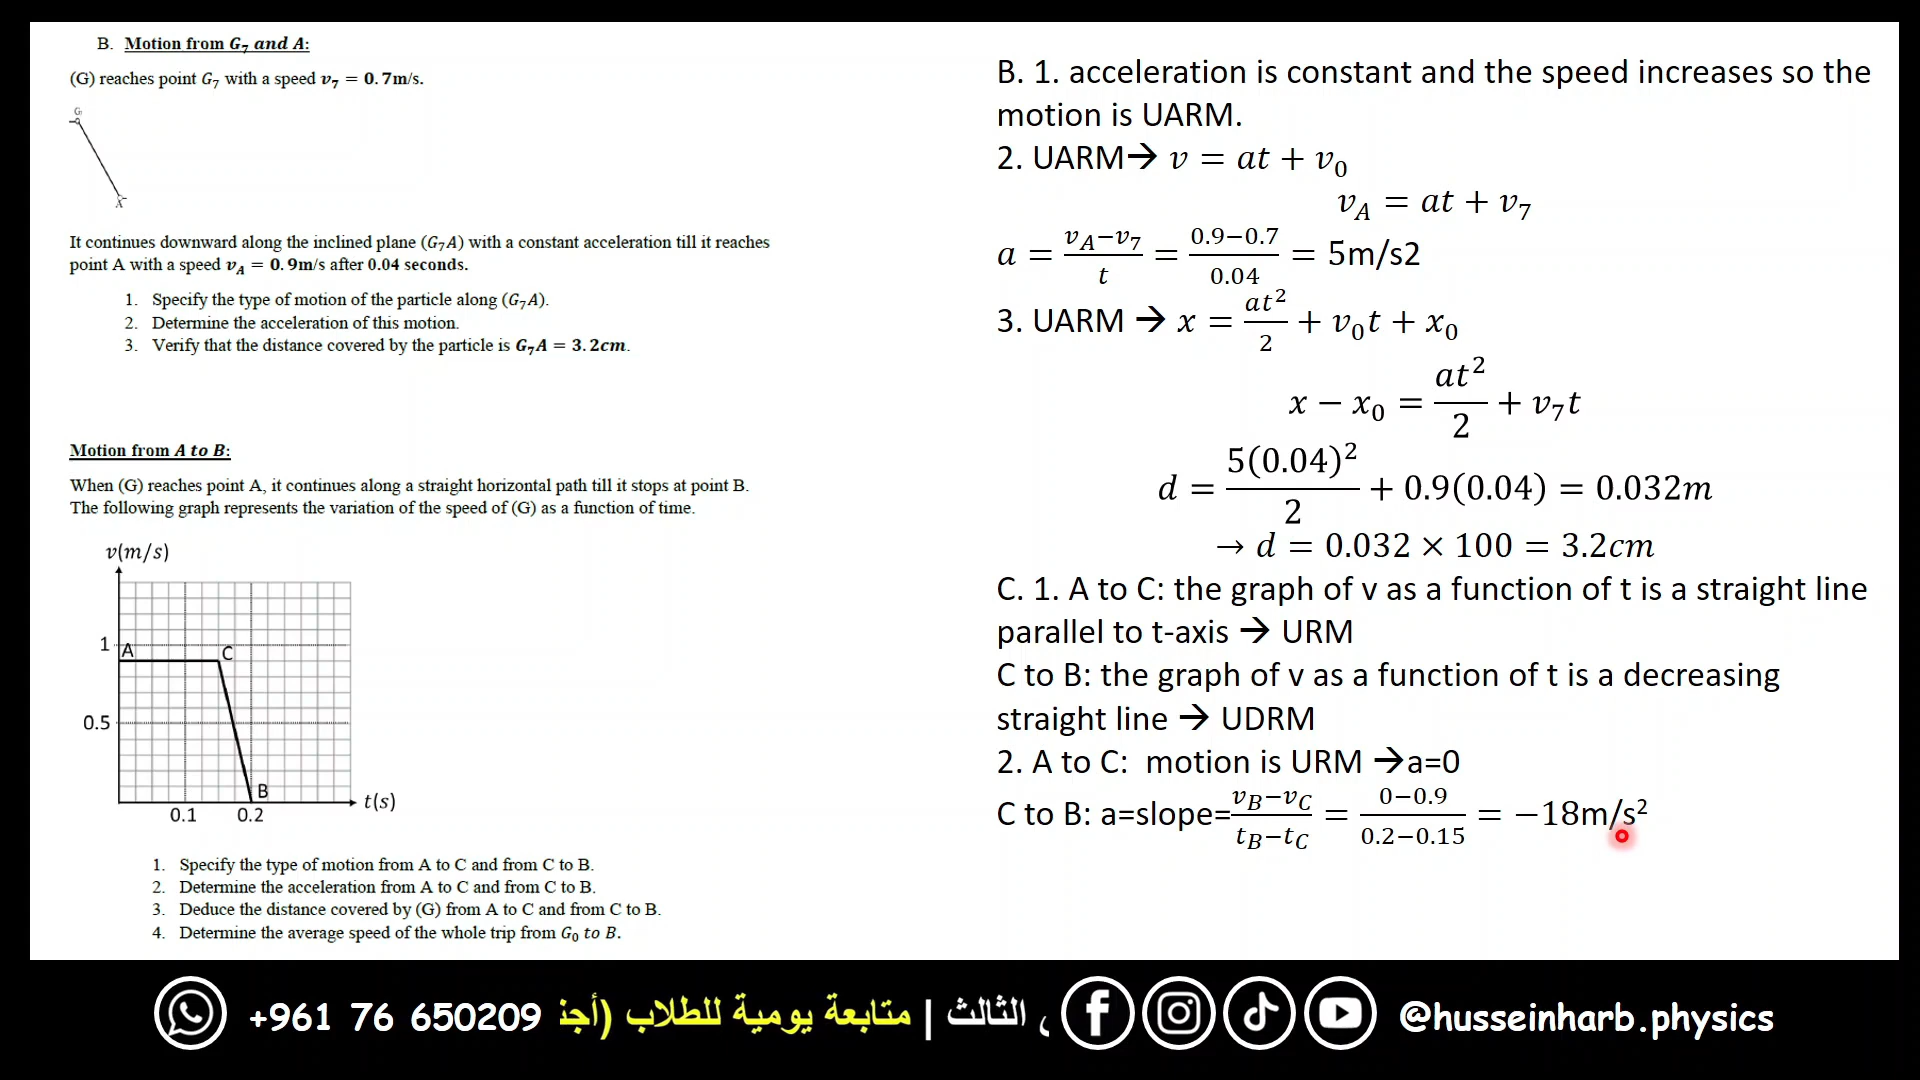 B. Motion from G₇ and A:
(G) reaches point G₇ with a speed v₇ = 0.7m/s.
G
A
It continues downward along the inclined plane (G₇A) with a constant acceleration till it reaches
point A with a speed v_A = 0.9m/s after 0.04 seconds.
1. Specify the type of motion of the particle along (G₇A).
2. Determine the acceleration of this motion.
3. Verify that the distance covered by the particle is G₇A = 3.2cm.
Motion from A to B:
When (G) reaches point A, it continues along a straight horizontal path till it stops at point B.
The following graph represents the variation of the speed of (G) as a function of time.
v(m/s)
1
A
C
0.5
B
t(s)
0.1 0.2
1. Specify the type of motion from A to C and from C to B.
2. Determine the acceleration from A to C and from C to B.
3. Deduce the distance covered by (G) from A to C and from C to B.
4. Determine the average speed of the whole trip from G₀ to B.
B. 1. acceleration is constant and the speed increases so the
motion is UARM.
2. UARM→ v = at + v₀
v_A = at + v₇
a = (v_A−v₇)/t = (0.9−0.7)/0.04 = 5m/s2
3. UARM → x = at²/2 + v₀t + x₀
x − x₀ = at²/2 + v₇t
d = 5(0.04)²/2 + 0.9(0.04) = 0.032m
→ d = 0.032 × 100 = 3.2cm
C. 1. A to C: the graph of v as a function of t is a straight line
parallel to t-axis → URM
C to B: the graph of v as a function of t is a decreasing
straight line → UDRM
2. A to C: motion is URM →a=0
C to B: a=slope=(v_B−v_C)/(t_B−t_C) = (0−0.9)/(0.2−0.15) = −18m/s²
+961 76 650209 الثالث | متابعة يومية للطلاب (أجن @husseinharb.physics